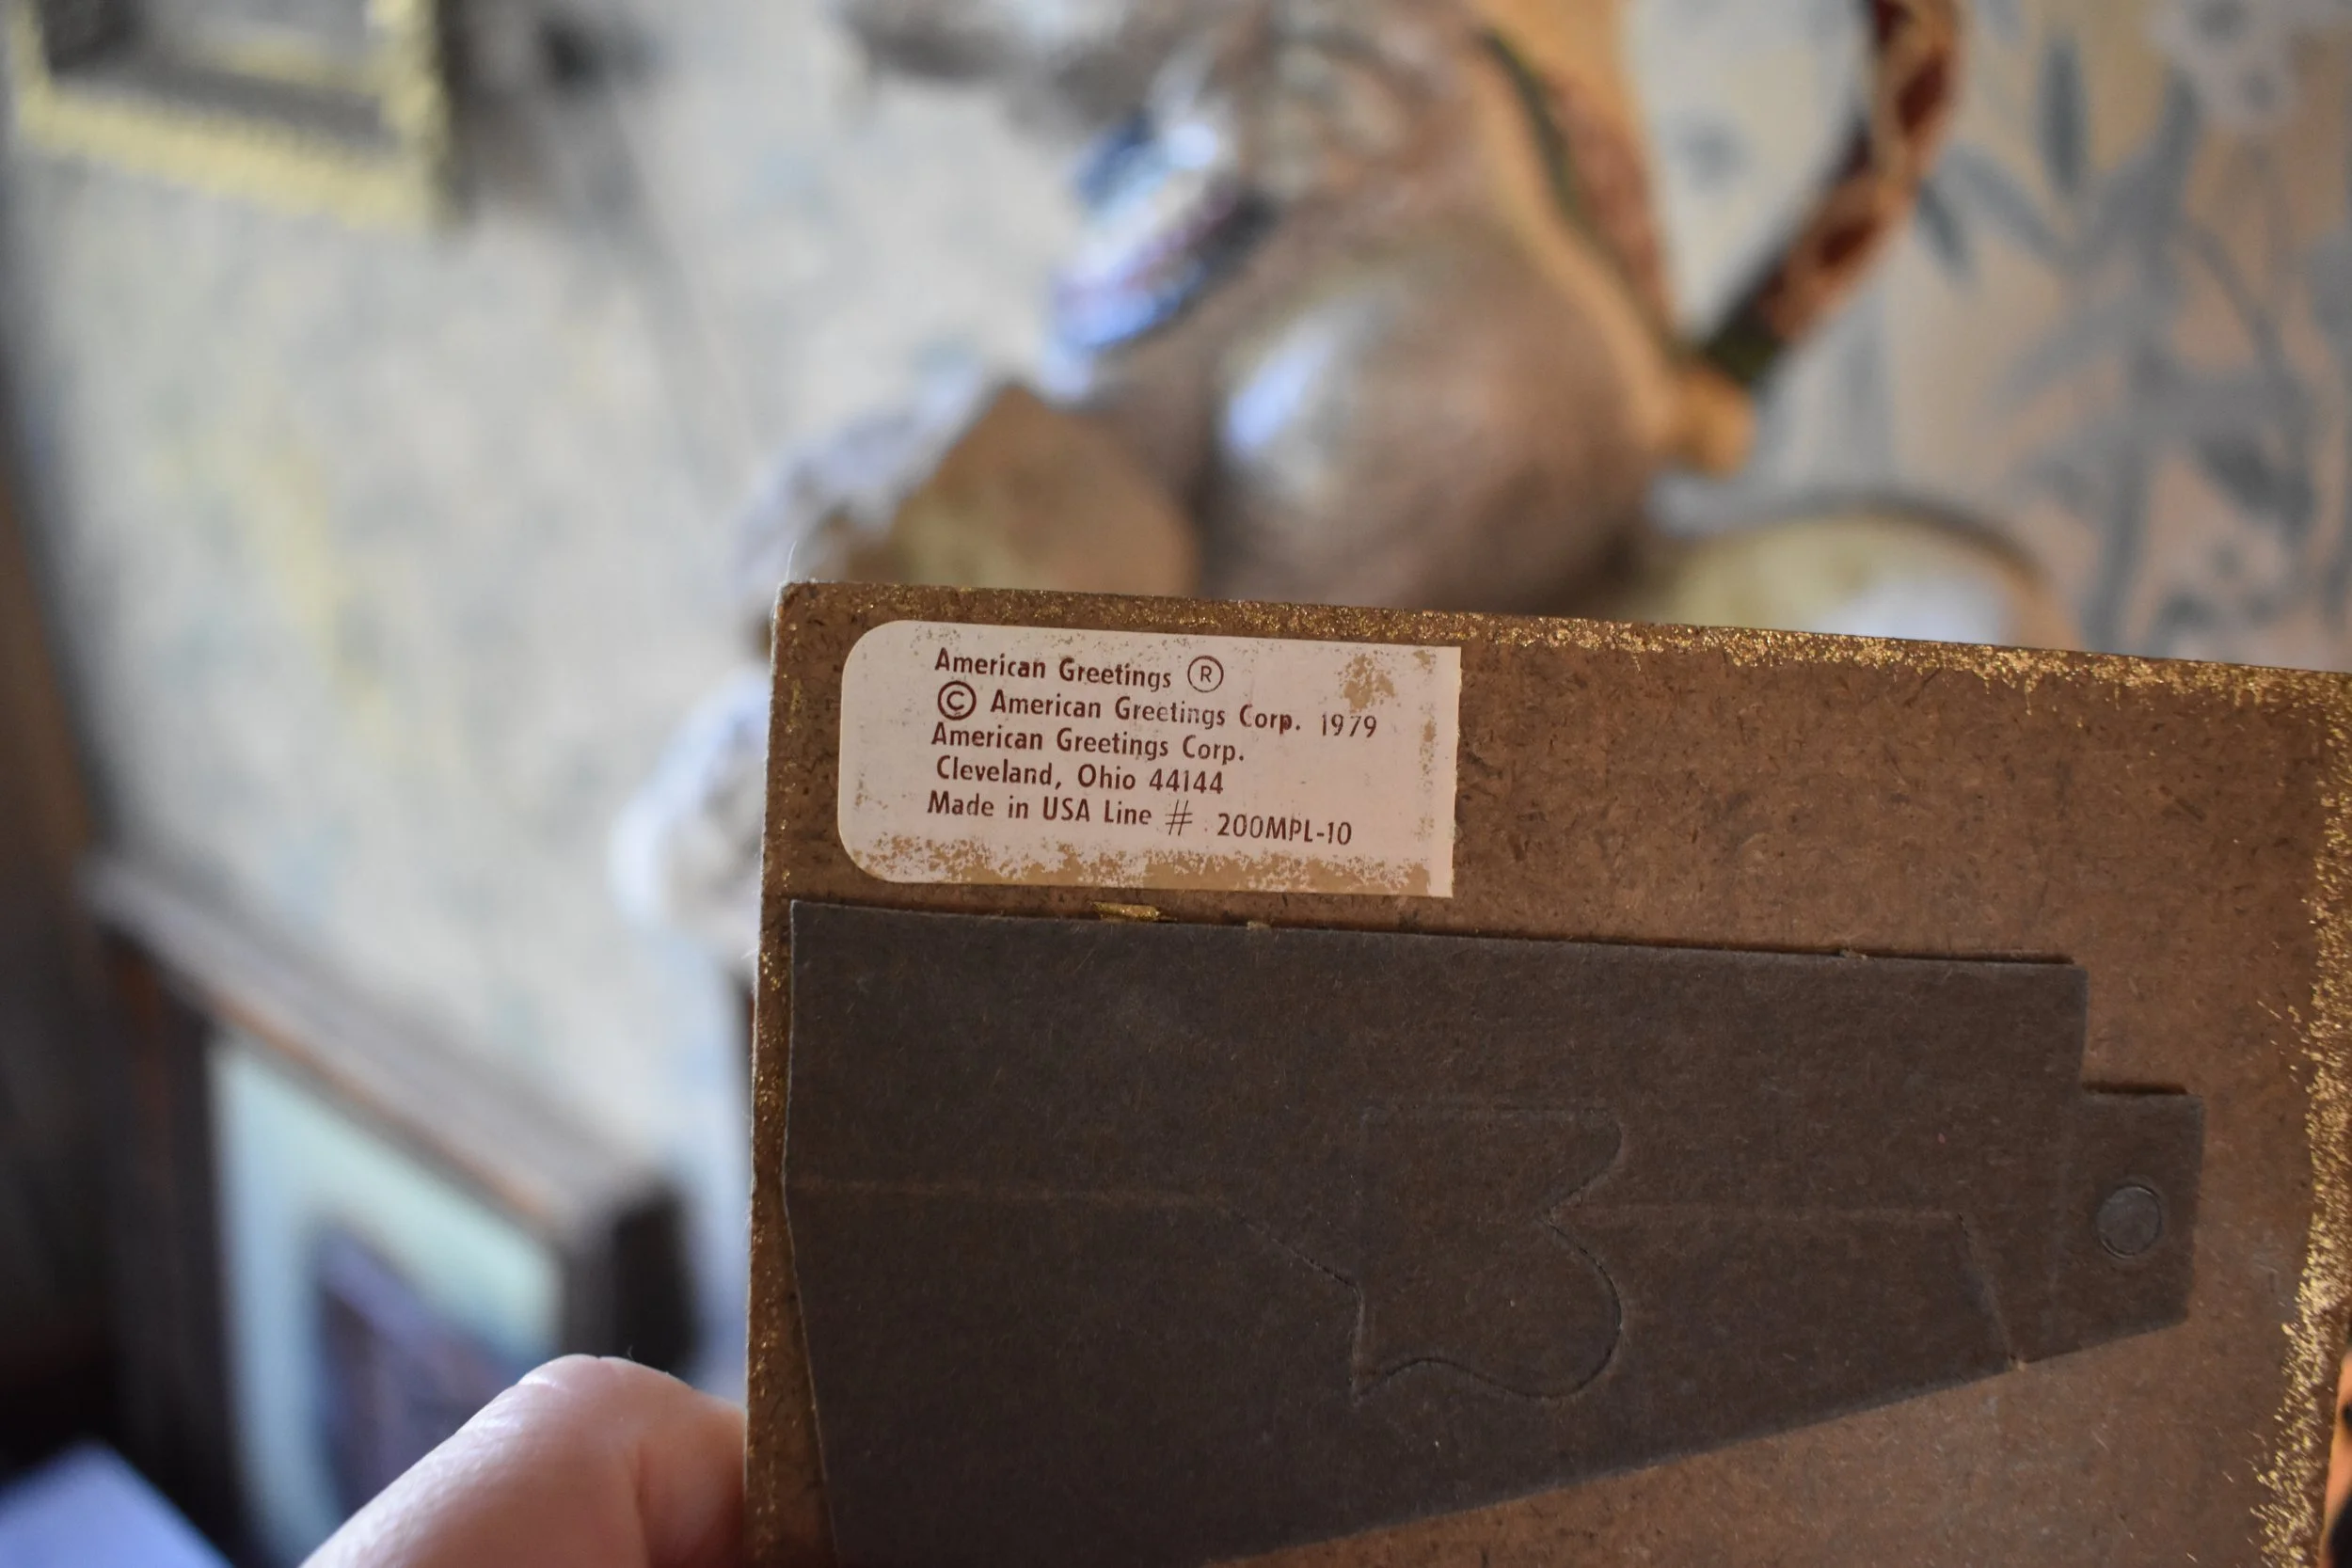 American Greetings ®
© American Greetings Corp. 1979
American Greetings Corp.
Cleveland, Ohio 44144
Made in USA Line # 200MPL-10